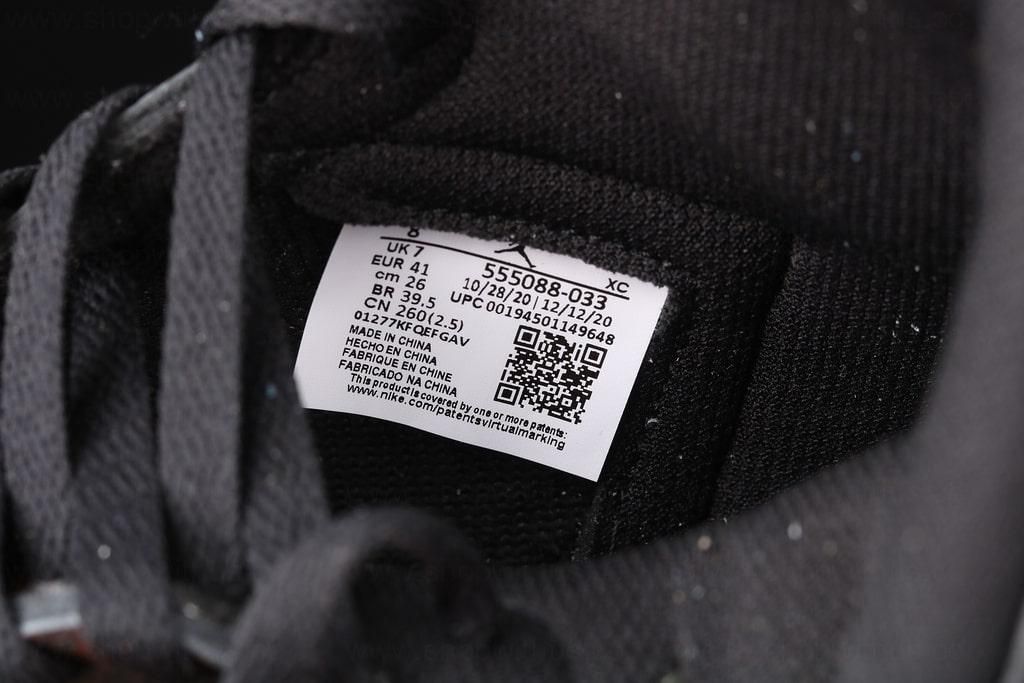 8
UK 7
EUR 41
cm 26
BR 39,5
CN 260(2.5)
01277KFQEFGAV
MADE IN CHINA
HECHO EN CHINA
FABRIQUE EN CHINE
FABRICADO NA CHINA
This product is covered by one or more patents:
www.nike.com/patentsvirtualmarking
XC
555088-033
10/28/20 | 12/12/20
UPC 00194501149648